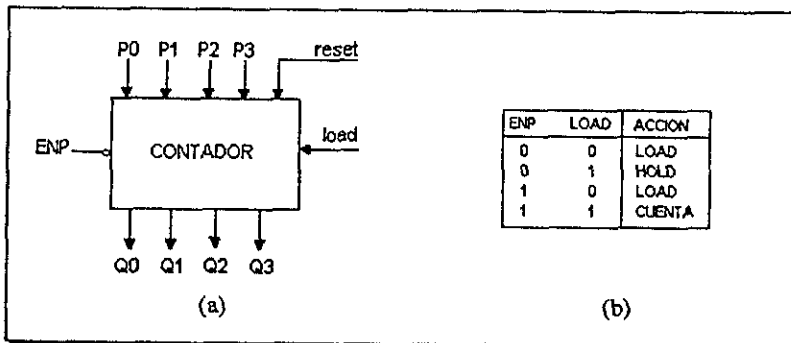 P0 P1 P2 P3 reset
load
ENP CONTADOR
Q0 Q1 Q2 Q3
(a)
ENP LOAD ACCION
0 0 LOAD
0 1 HOLD
1 0 LOAD
1 1 CUENTA
(b)